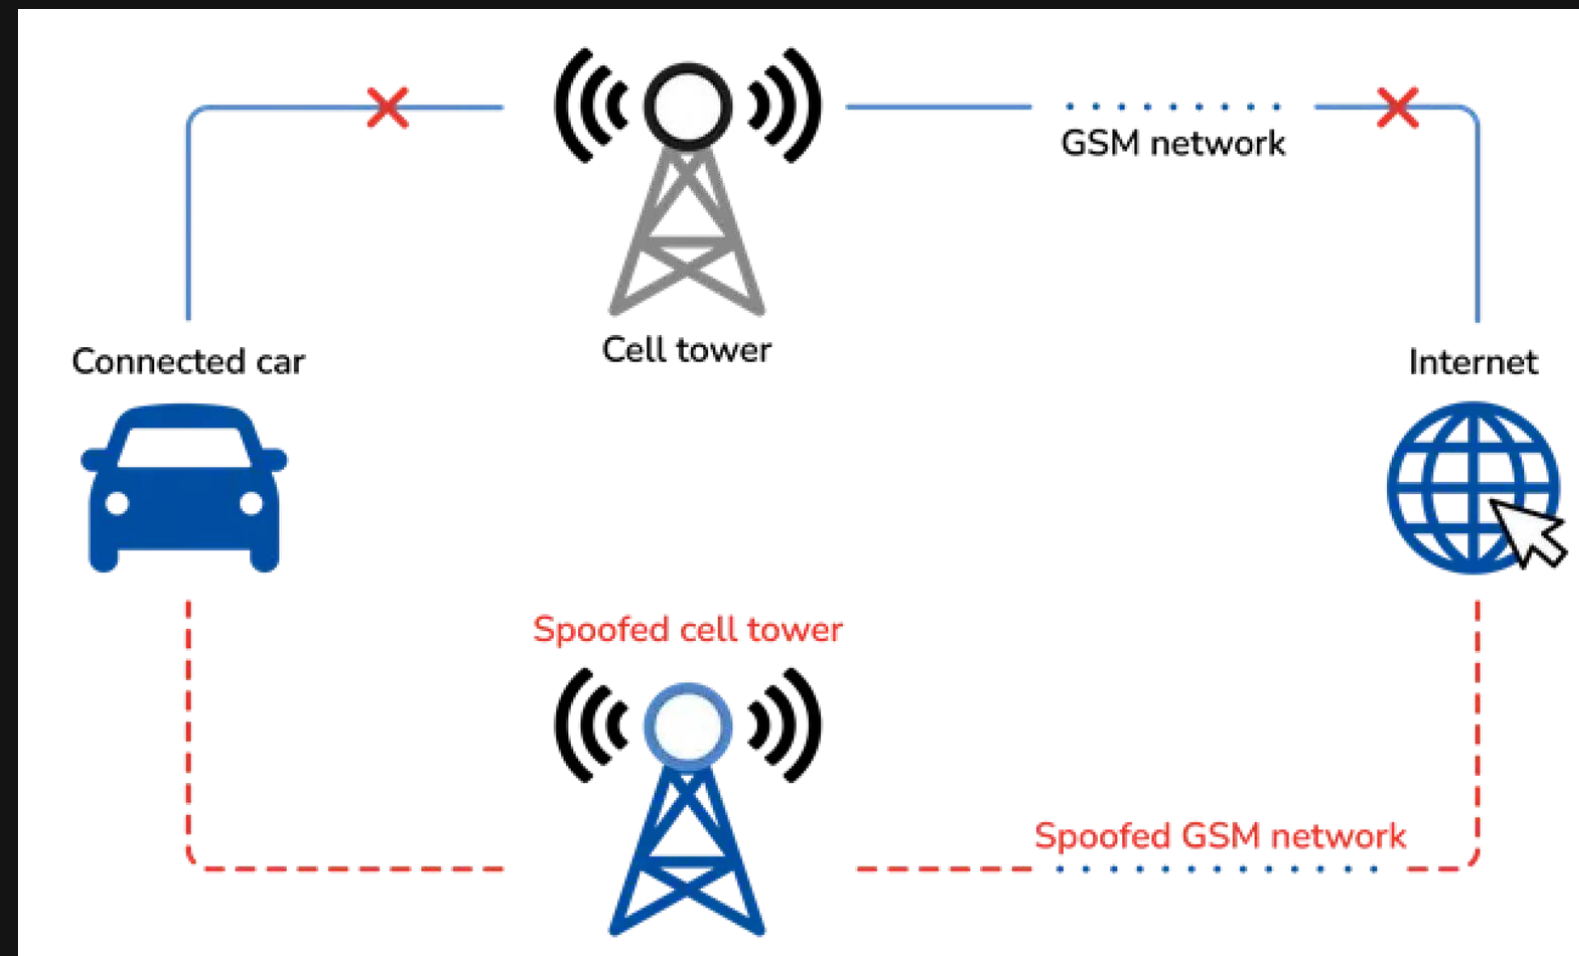 GSM network
Cell tower
Connected car
Internet
Spoofed cell tower
Spoofed GSM network